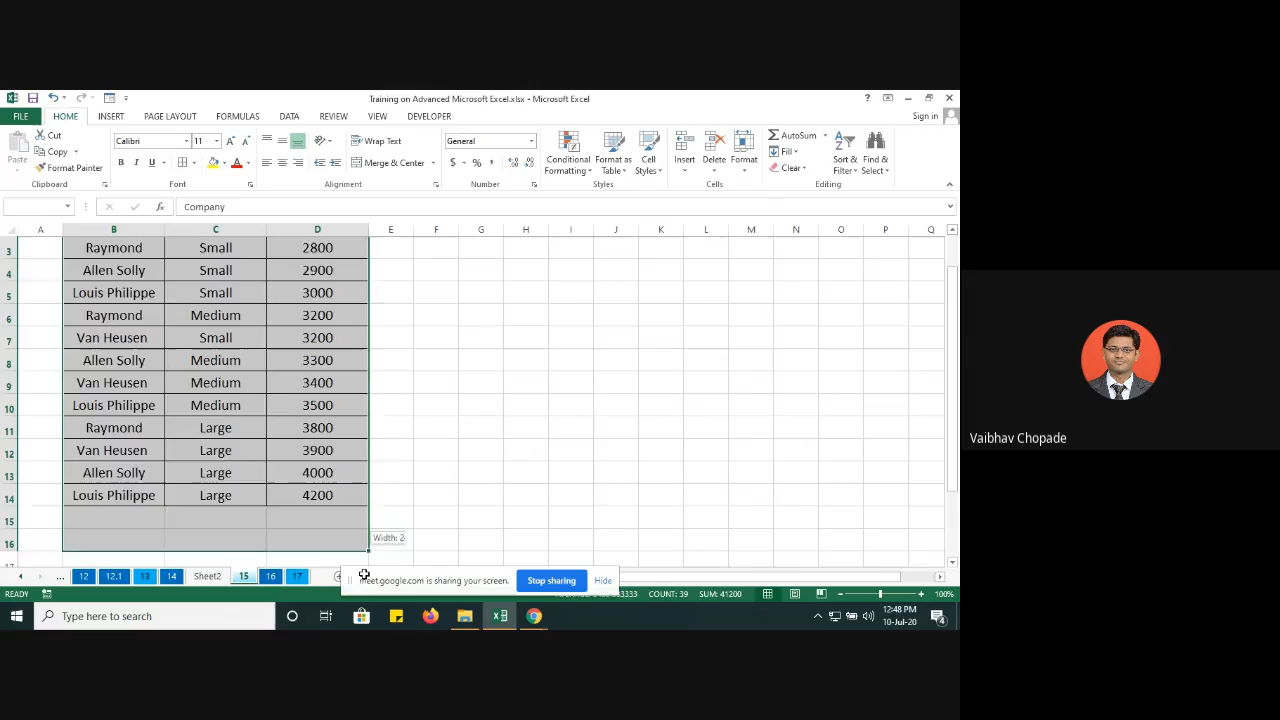 Training on Advanced Microsoft Excel.xlsx - Microsoft Excel
FILE HOME INSERT PAGE LAYOUT FORMULAS DATA REVIEW VIEW DEVELOPER Sign in
Paste Cut Copy Format Painter Clipboard
Calibri 11 B I U Font
Wrap Text Merge & Center Alignment
General $ % , Number
Conditional Formatting Format as Table Cell Styles Styles
Insert Delete Format Cells
AutoSum Fill Clear Sort & Filter Find & Select Editing
fx Company
A B C D E F G H I J K L M N O P Q
3 Raymond Small 2800
4 Allen Solly Small 2900
5 Louis Philippe Small 3000
6 Raymond Medium 3200
7 Van Heusen Small 3200
8 Allen Solly Medium 3300
9 Van Heusen Medium 3400
10 Louis Philippe Medium 3500
11 Raymond Large 3800
12 Van Heusen Large 3900
13 Allen Solly Large 4000
14 Louis Philippe Large 4200
15
16 Width: 2
17
... 12 12.1 13 14 Sheet2 15 16 17
meet.google.com is sharing your screen. Stop sharing Hide
READY COUNT: 39 SUM: 41200 100%
Type here to search
12:48 PM
10-Jul-20
4
Vaibhav Chopade